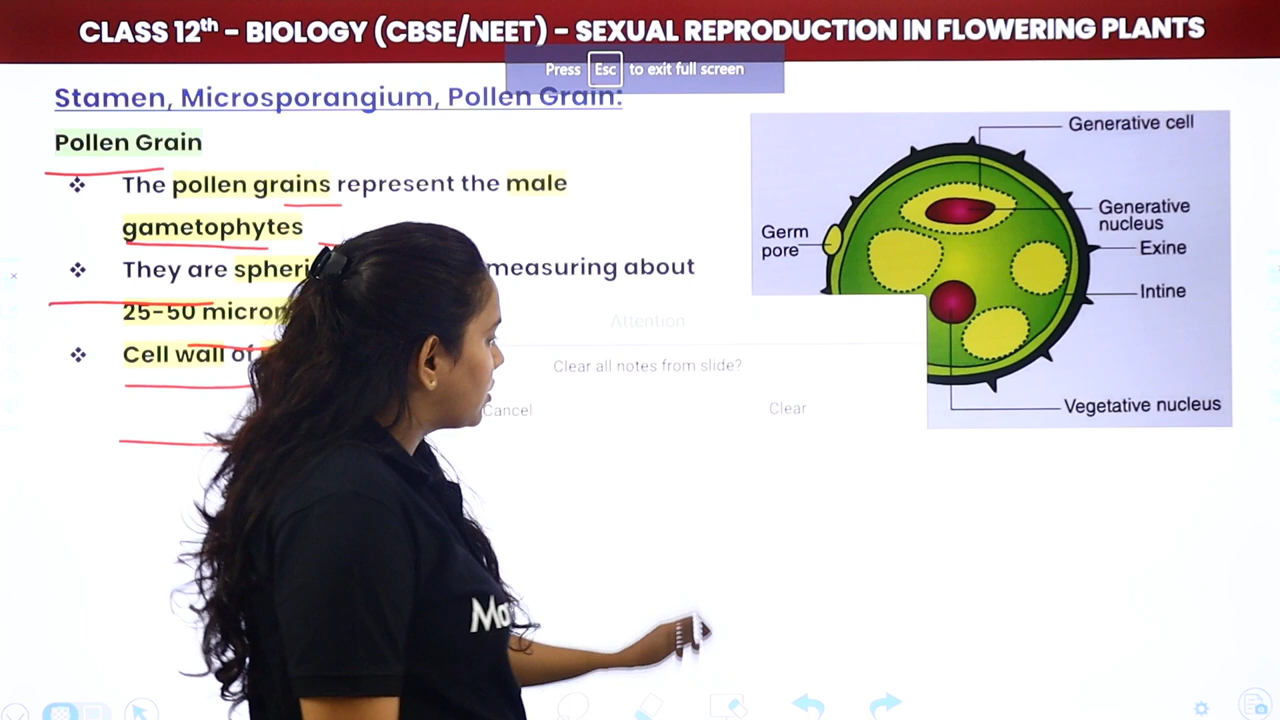 CLASS 12th – BIOLOGY (CBSE/NEET) – SEXUAL REPRODUCTION IN FLOWERING PLANTS
Press Esc to exit full screen
Stamen, Microsporangium, Pollen Grain:
Pollen Grain
❖ The pollen grains represent the male
gametophytes
❖ They are measuring about
25-50
❖ Cell wall of
Attention
Clear all notes from slide?
Cancel
Clear
Generative cell
Germ
pore
Generative
nucleus
Exine
Intine
Vegetative nucleus